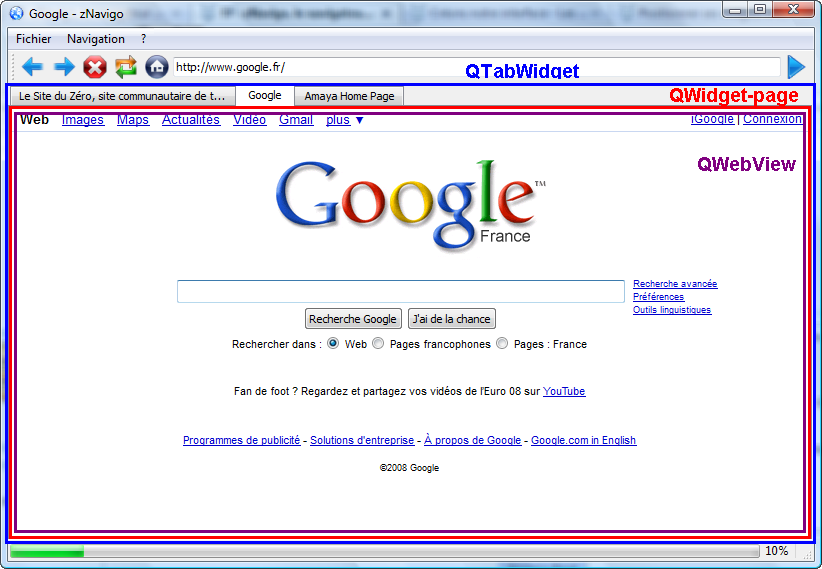 Google - zNavigo
Fichier Navigation ?
http://www.google.fr/
QTabWidget
Le Site du Zéro, site communautaire de t... Google Amaya Home Page
QWidget-page
Web Images Maps Actualités Vidéo Gmail plus ▼ iGoogle | Connexion
QWebView
Google™
France
Recherche avancée
Préférences
Outils linguistiques
Recherche Google J'ai de la chance
Rechercher dans : Web Pages francophones Pages : France
Fan de foot ? Regardez et partagez vos vidéos de l'Euro 08 sur YouTube
Programmes de publicité - Solutions d'entreprise - À propos de Google - Google.com in English
©2008 Google
10%